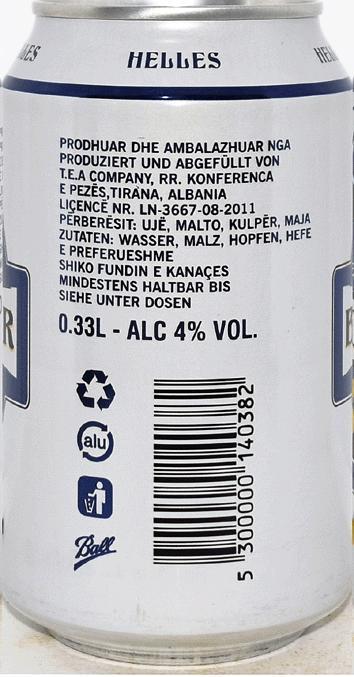 HELLES
PRODHUAR DHE AMBALAZHUAR NGA
PRODUZIERT UND ABGEFÜLLT VON
T.E.A COMPANY, RR. KONFERENCA
E PEZËS,TIRANA, ALBANIA
LIÇENCË NR. LN-3667-08-2011
PËRBERËSIT: UJË, MALTO, KULPËR, MAJA
ZUTATEN: WASSER, MALZ, HOPFEN, HEFE
E PREFERUESHME
SHIKO FUNDIN E KANAÇES
MINDESTENS HALTBAR BIS
SIEHE UNTER DOSEN
0.33L - ALC 4% VOL.
alu
Ball
5 300000 140382